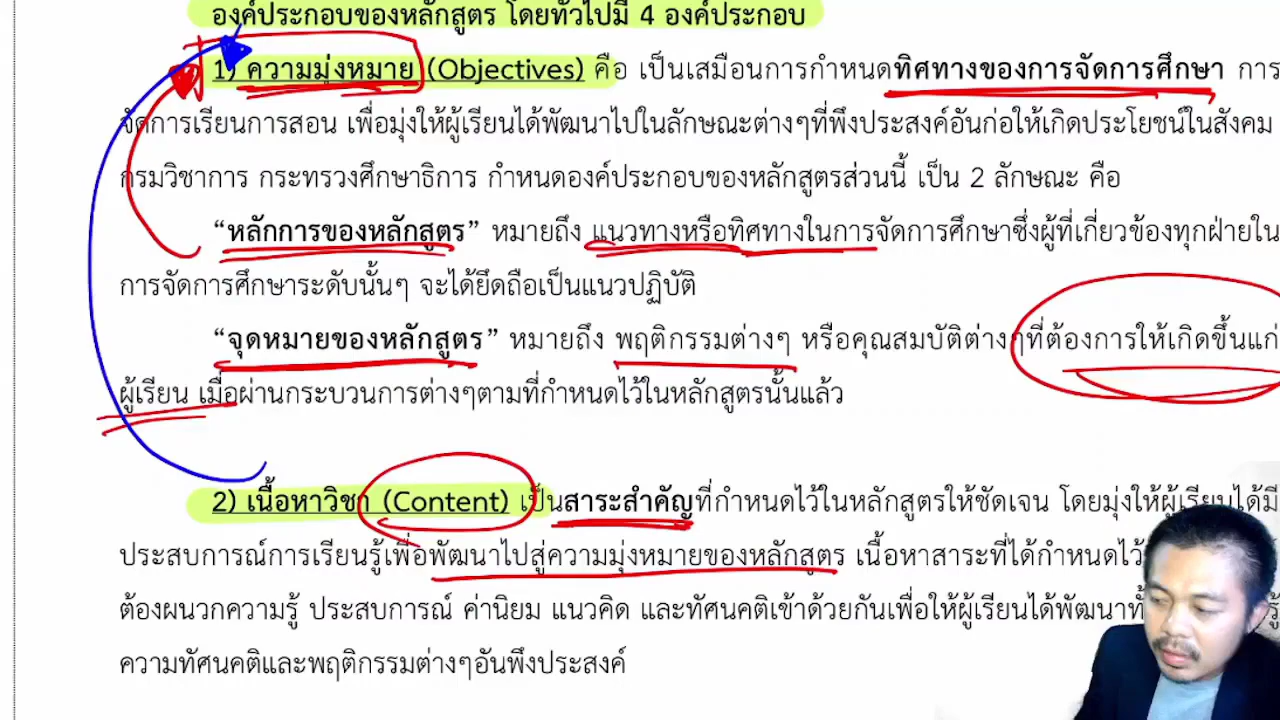 องค์ประกอบของหลักสูตร โดยทั่วไปมี 4 องค์ประกอบ
1) ความมุ่งหมาย (Objectives) คือ เป็นเสมือนการกำหนดทิศทางของการจัดการศึกษา การ
จัดการเรียนการสอน เพื่อมุ่งให้ผู้เรียนได้พัฒนาไปในลักษณะต่างๆที่พึงประสงค์อันก่อให้เกิดประโยชน์ในสังคม
กรมวิชาการ กระทรวงศึกษาธิการ กำหนดองค์ประกอบของหลักสูตรส่วนนี้ เป็น 2 ลักษณะ คือ
“หลักการของหลักสูตร” หมายถึง แนวทางหรือทิศทางในการจัดการศึกษาซึ่งผู้ที่เกี่ยวข้องทุกฝ่ายใน
การจัดการศึกษาระดับนั้นๆ จะได้ยึดถือเป็นแนวปฏิบัติ
“จุดหมายของหลักสูตร” หมายถึง พฤติกรรมต่างๆ หรือคุณสมบัติต่างๆที่ต้องการให้เกิดขึ้นแก่
ผู้เรียน เมื่อผ่านกระบวนการต่างๆตามที่กำหนดไว้ในหลักสูตรนั้นแล้ว
2) เนื้อหาวิชา (Content) เป็นสาระสำคัญที่กำหนดไว้ในหลักสูตรให้ชัดเจน โดยมุ่งให้ผู้เรียนได้มี
ประสบการณ์การเรียนรู้เพื่อพัฒนาไปสู่ความมุ่งหมายของหลักสูตร เนื้อหาสาระที่ได้กำหนดไว้
ต้องผนวกความรู้ ประสบการณ์ ค่านิยม แนวคิด และทัศนคติเข้าด้วยกันเพื่อให้ผู้เรียนได้พัฒนา
ความทัศนคติและพฤติกรรมต่างๆอันพึงประสงค์